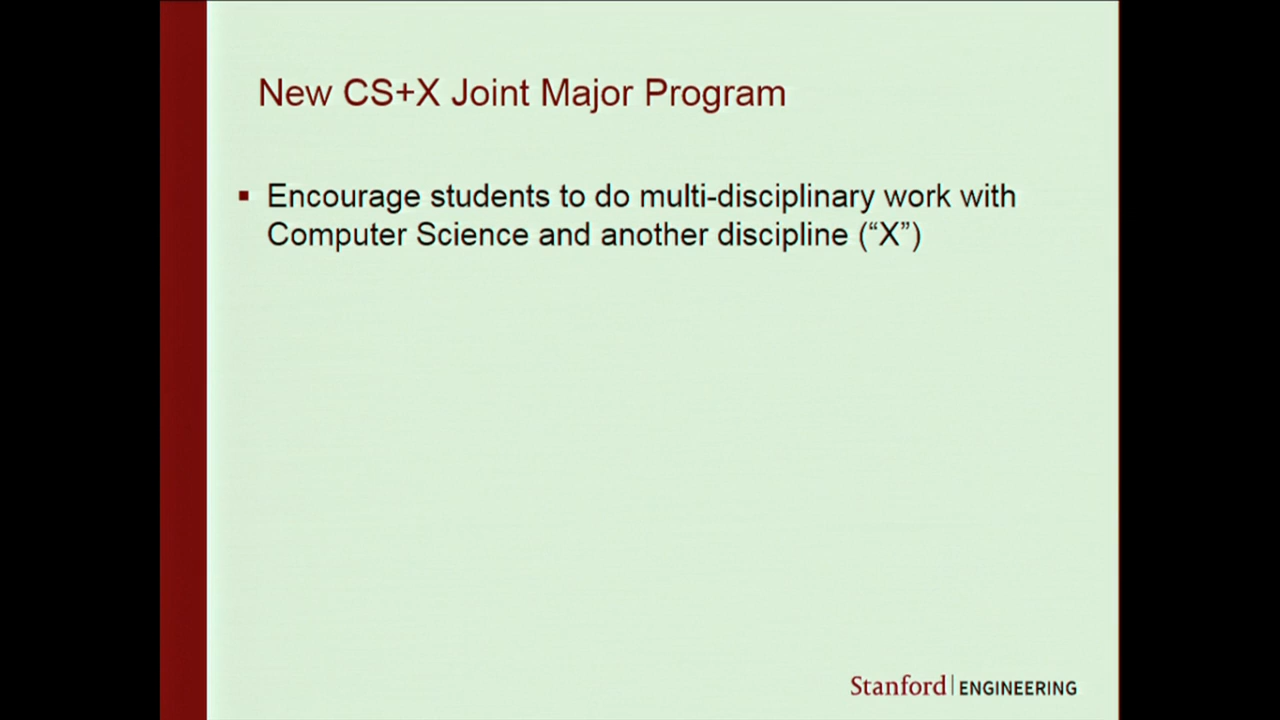 New CS+X Joint Major Program
▪ Encourage students to do multi-disciplinary work with
Computer Science and another discipline (“X”)
Stanford | ENGINEERING